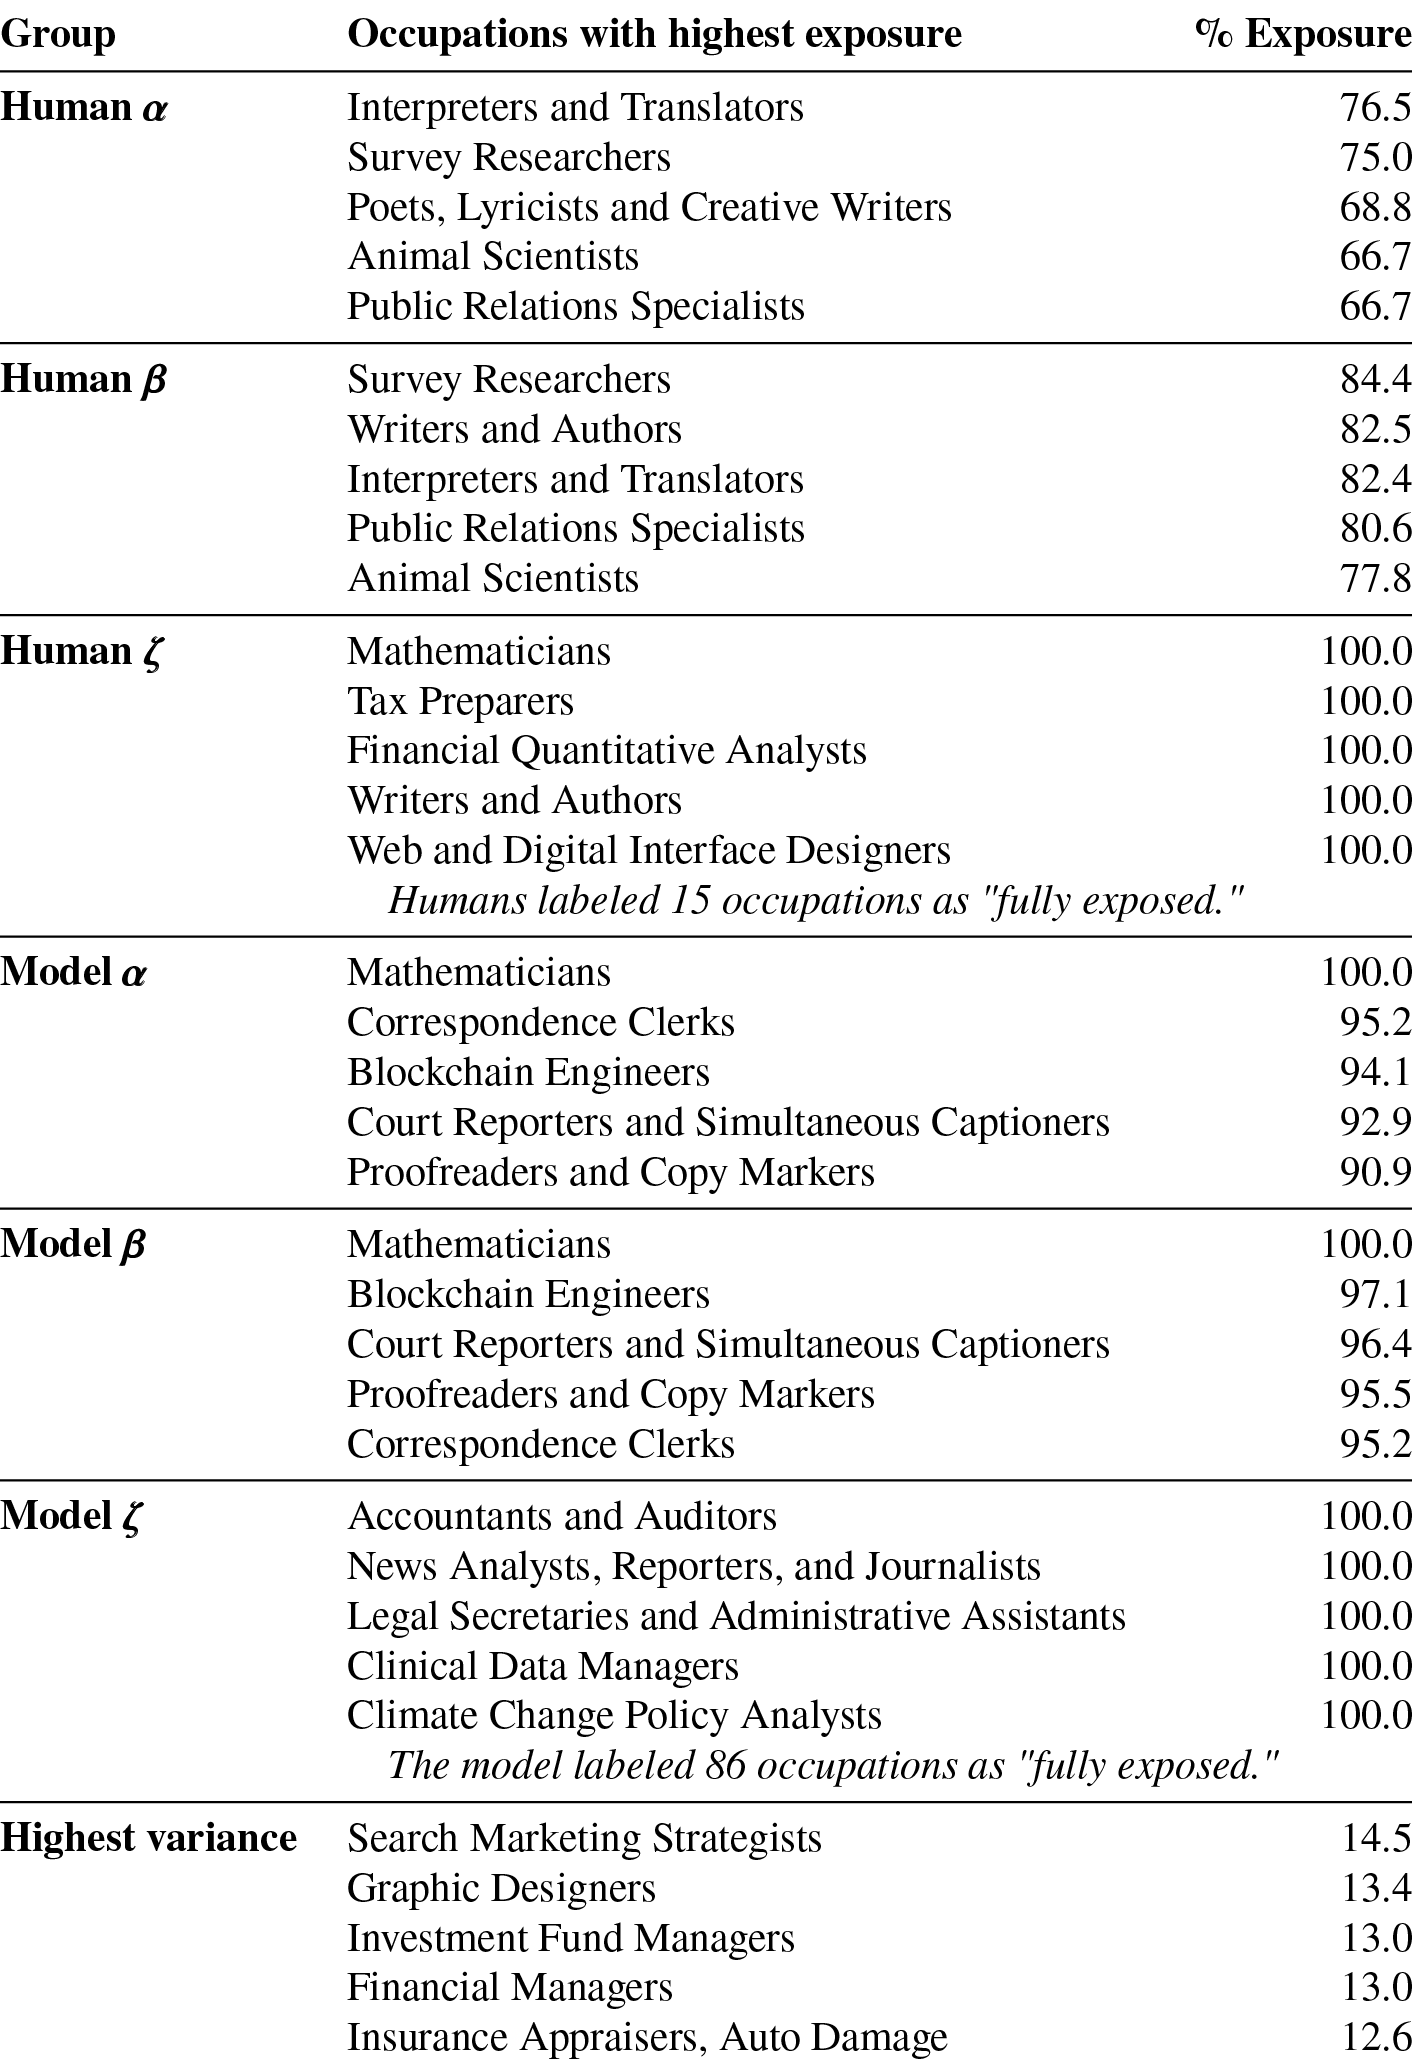 Group Occupations with highest exposure % Exposure
Human α Interpreters and Translators 76.5
Survey Researchers 75.0
Poets, Lyricists and Creative Writers 68.8
Animal Scientists 66.7
Public Relations Specialists 66.7
Human β Survey Researchers 84.4
Writers and Authors 82.5
Interpreters and Translators 82.4
Public Relations Specialists 80.6
Animal Scientists 77.8
Human ζ Mathematicians 100.0
Tax Preparers 100.0
Financial Quantitative Analysts 100.0
Writers and Authors 100.0
Web and Digital Interface Designers 100.0
Humans labeled 15 occupations as "fully exposed."
Model α Mathematicians 100.0
Correspondence Clerks 95.2
Blockchain Engineers 94.1
Court Reporters and Simultaneous Captioners 92.9
Proofreaders and Copy Markers 90.9
Model β Mathematicians 100.0
Blockchain Engineers 97.1
Court Reporters and Simultaneous Captioners 96.4
Proofreaders and Copy Markers 95.5
Correspondence Clerks 95.2
Model ζ Accountants and Auditors 100.0
News Analysts, Reporters, and Journalists 100.0
Legal Secretaries and Administrative Assistants 100.0
Clinical Data Managers 100.0
Climate Change Policy Analysts 100.0
The model labeled 86 occupations as "fully exposed."
Highest variance Search Marketing Strategists 14.5
Graphic Designers 13.4
Investment Fund Managers 13.0
Financial Managers 13.0
Insurance Appraisers, Auto Damage 12.6